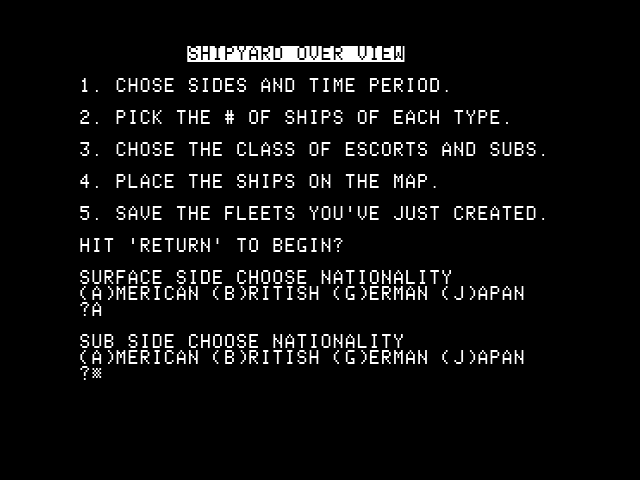 SHIPYARD OVER VIEW
1. CHOSE SIDES AND TIME PERIOD.
2. PICK THE # OF SHIPS OF EACH TYPE.
3. CHOSE THE CLASS OF ESCORTS AND SUBS.
4. PLACE THE SHIPS ON THE MAP.
5. SAVE THE FLEETS YOU'VE JUST CREATED.
HIT 'RETURN' TO BEGIN?
SURFACE SIDE CHOOSE NATIONALITY
(A)MERICAN (B)RITISH (G)ERMAN (J)APAN
?A
SUB SIDE CHOOSE NATIONALITY
(A)MERICAN (B)RITISH (G)ERMAN (J)APAN
?